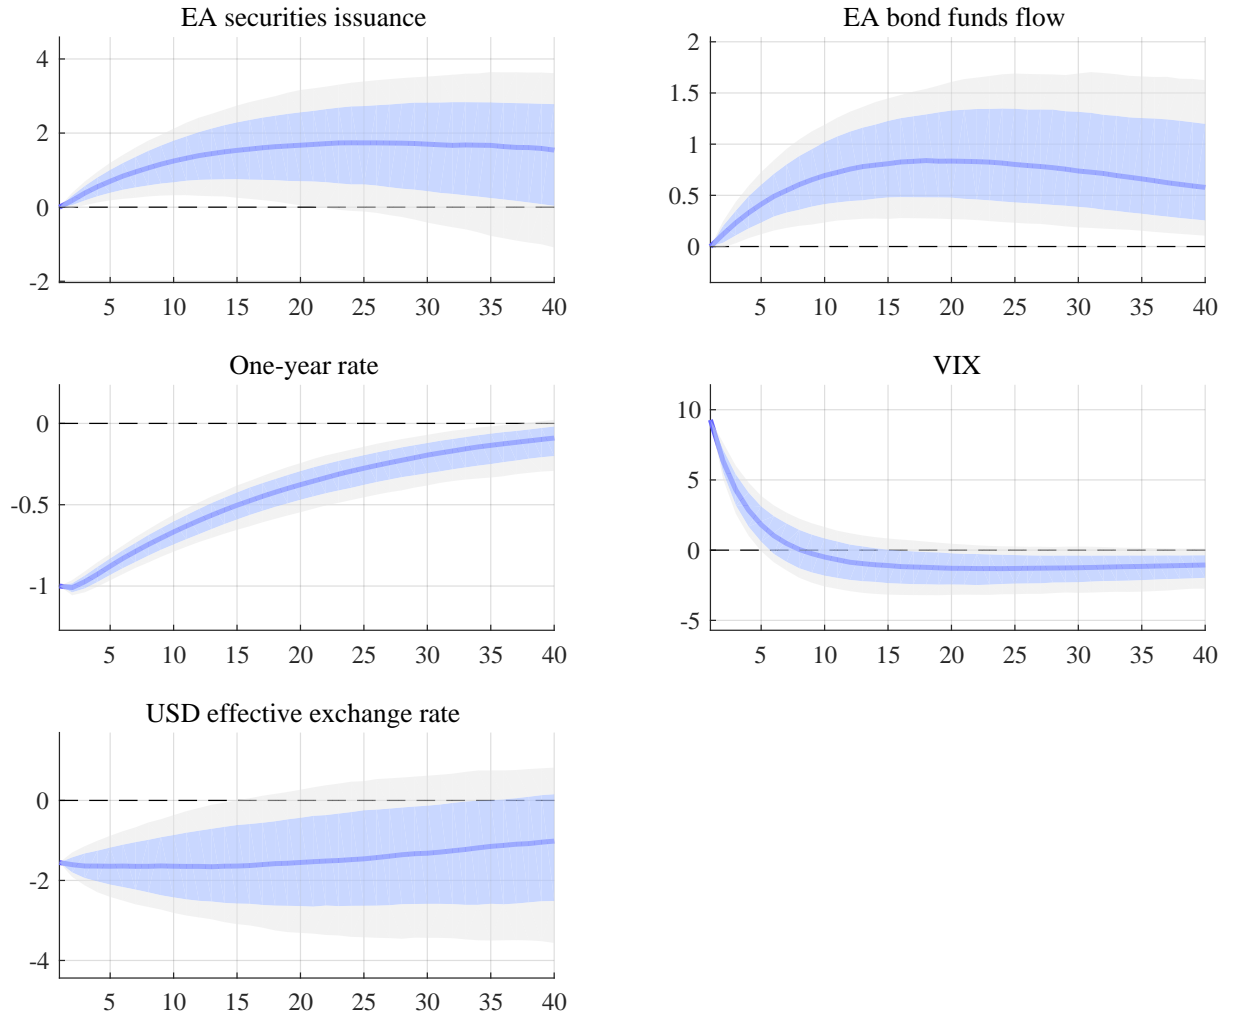 EA securities issuance
4
2
0
-2
5 10 15 20 25 30 35 40
EA bond funds flow
2
1.5
1
0.5
0
5 10 15 20 25 30 35 40
One-year rate
0
-0.5
-1
5 10 15 20 25 30 35 40
VIX
10
5
0
-5
5 10 15 20 25 30 35 40
USD effective exchange rate
0
-2
-4
5 10 15 20 25 30 35 40